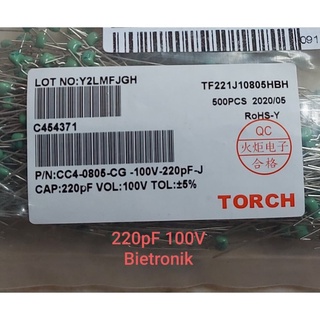 091
LOT NO:Y2LMFJGH
TF221J10805HBH
500PCS 2020/05
RoHS-Y
C454371
QC
火炬电子
合格
P/N:CC4-0805-CG -100V-220pF-J
CAP:220pF VOL:100V TOL:±5%
TORCH
220pF 100V
Bietronik